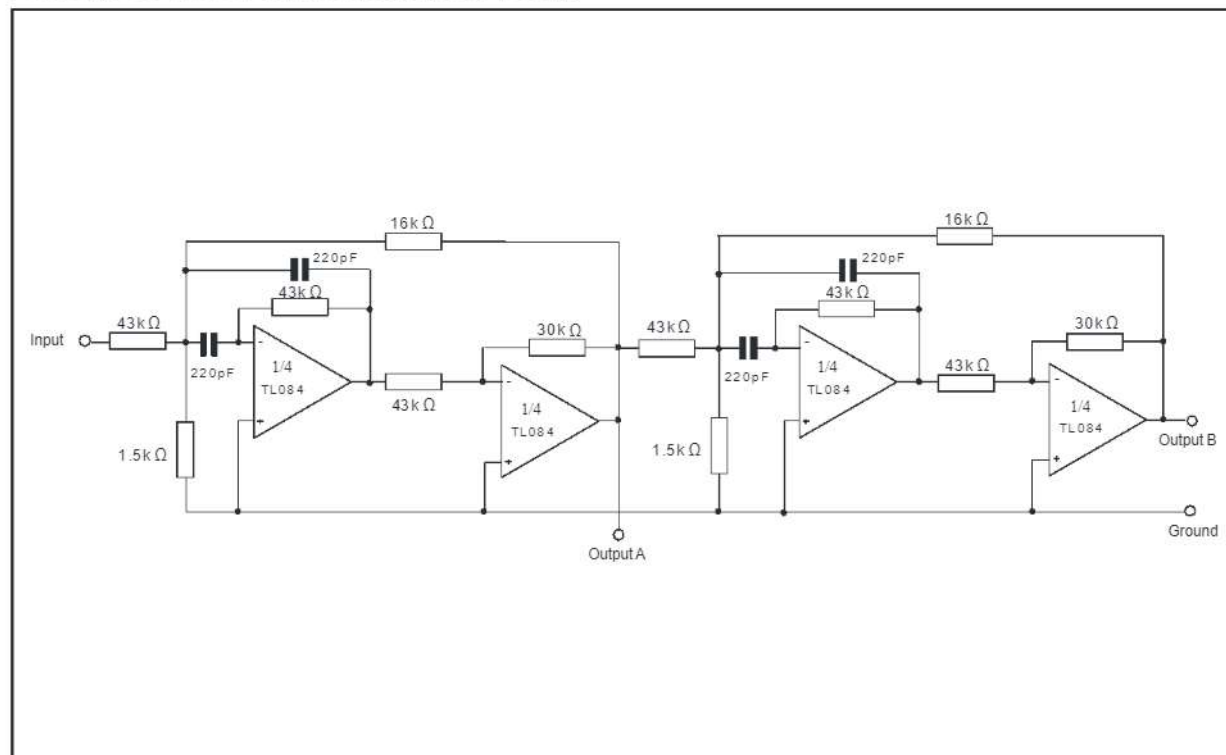 16k Ω
220pF
43k Ω
Input
43k Ω
220pF
-
1/4
TL084
+
1.5k Ω
43k Ω
30k Ω
-
1/4
TL084
+
Output A
43k Ω
16k Ω
220pF
43k Ω
220pF
-
1/4
TL084
+
1.5k Ω
43k Ω
30k Ω
-
1/4
TL084
+
Output B
Ground